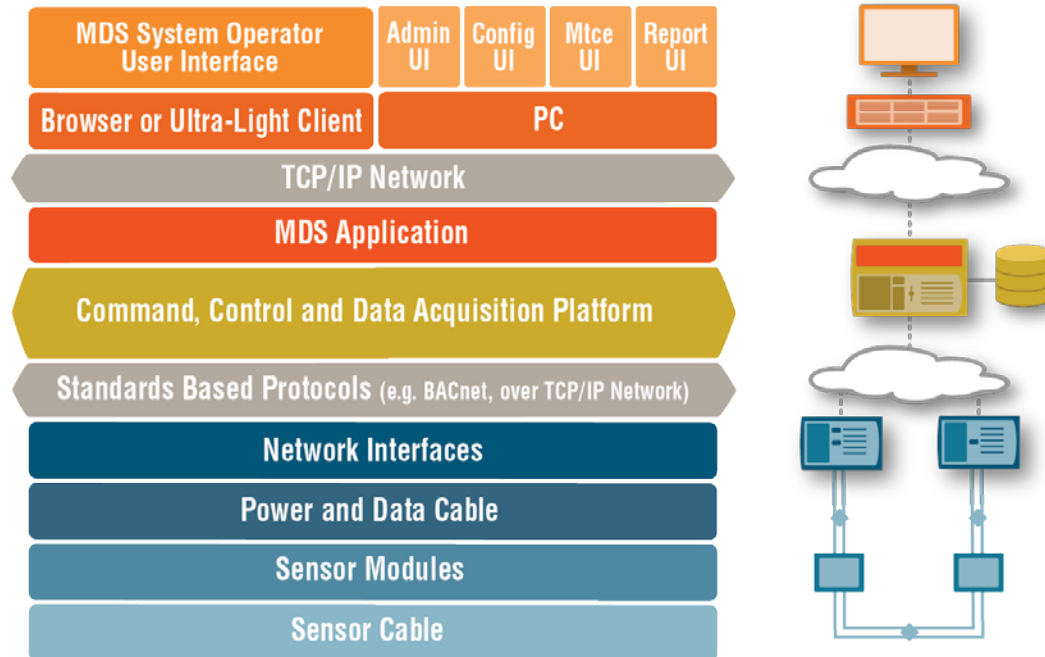 MDS System Operator
User Interface
Admin
UI
Config
UI
Mtce
UI
Report
UI
Browser or Ultra-Light Client
PC
TCP/IP Network
MDS Application
Command, Control and Data Acquisition Platform
Standards Based Protocols (e.g. BACnet, over TCP/IP Network)
Network Interfaces
Power and Data Cable
Sensor Modules
Sensor Cable